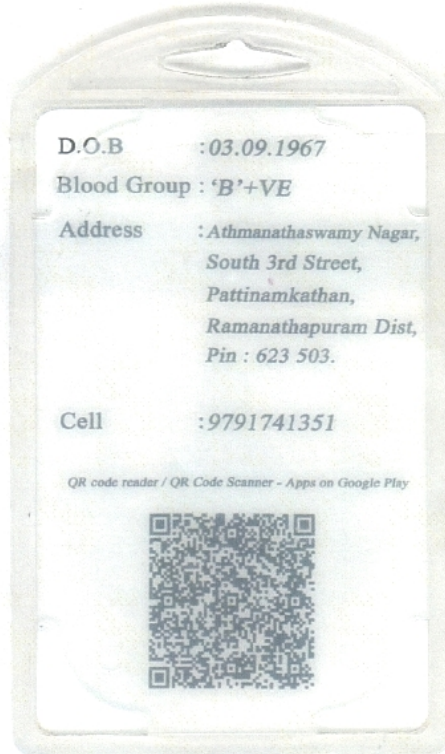 D.O.B : 03.09.1967
Blood Group : ‘B’+VE
Address : Athmanathaswamy Nagar,
South 3rd Street,
Pattinamkathan,
Ramanathapuram Dist,
Pin : 623 503.
Cell : 9791741351
QR code reader / QR Code Scanner - Apps on Google Play